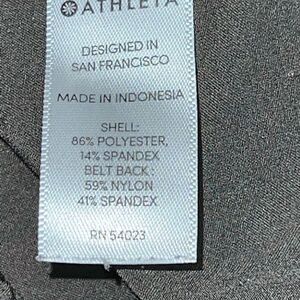 ATHLETA
DESIGNED IN
SAN FRANCISCO
MADE IN INDONESIA
SHELL:
86% POLYESTER,
14% SPANDEX
BELT BACK :
59% NYLON
41% SPANDEX
RN 54023